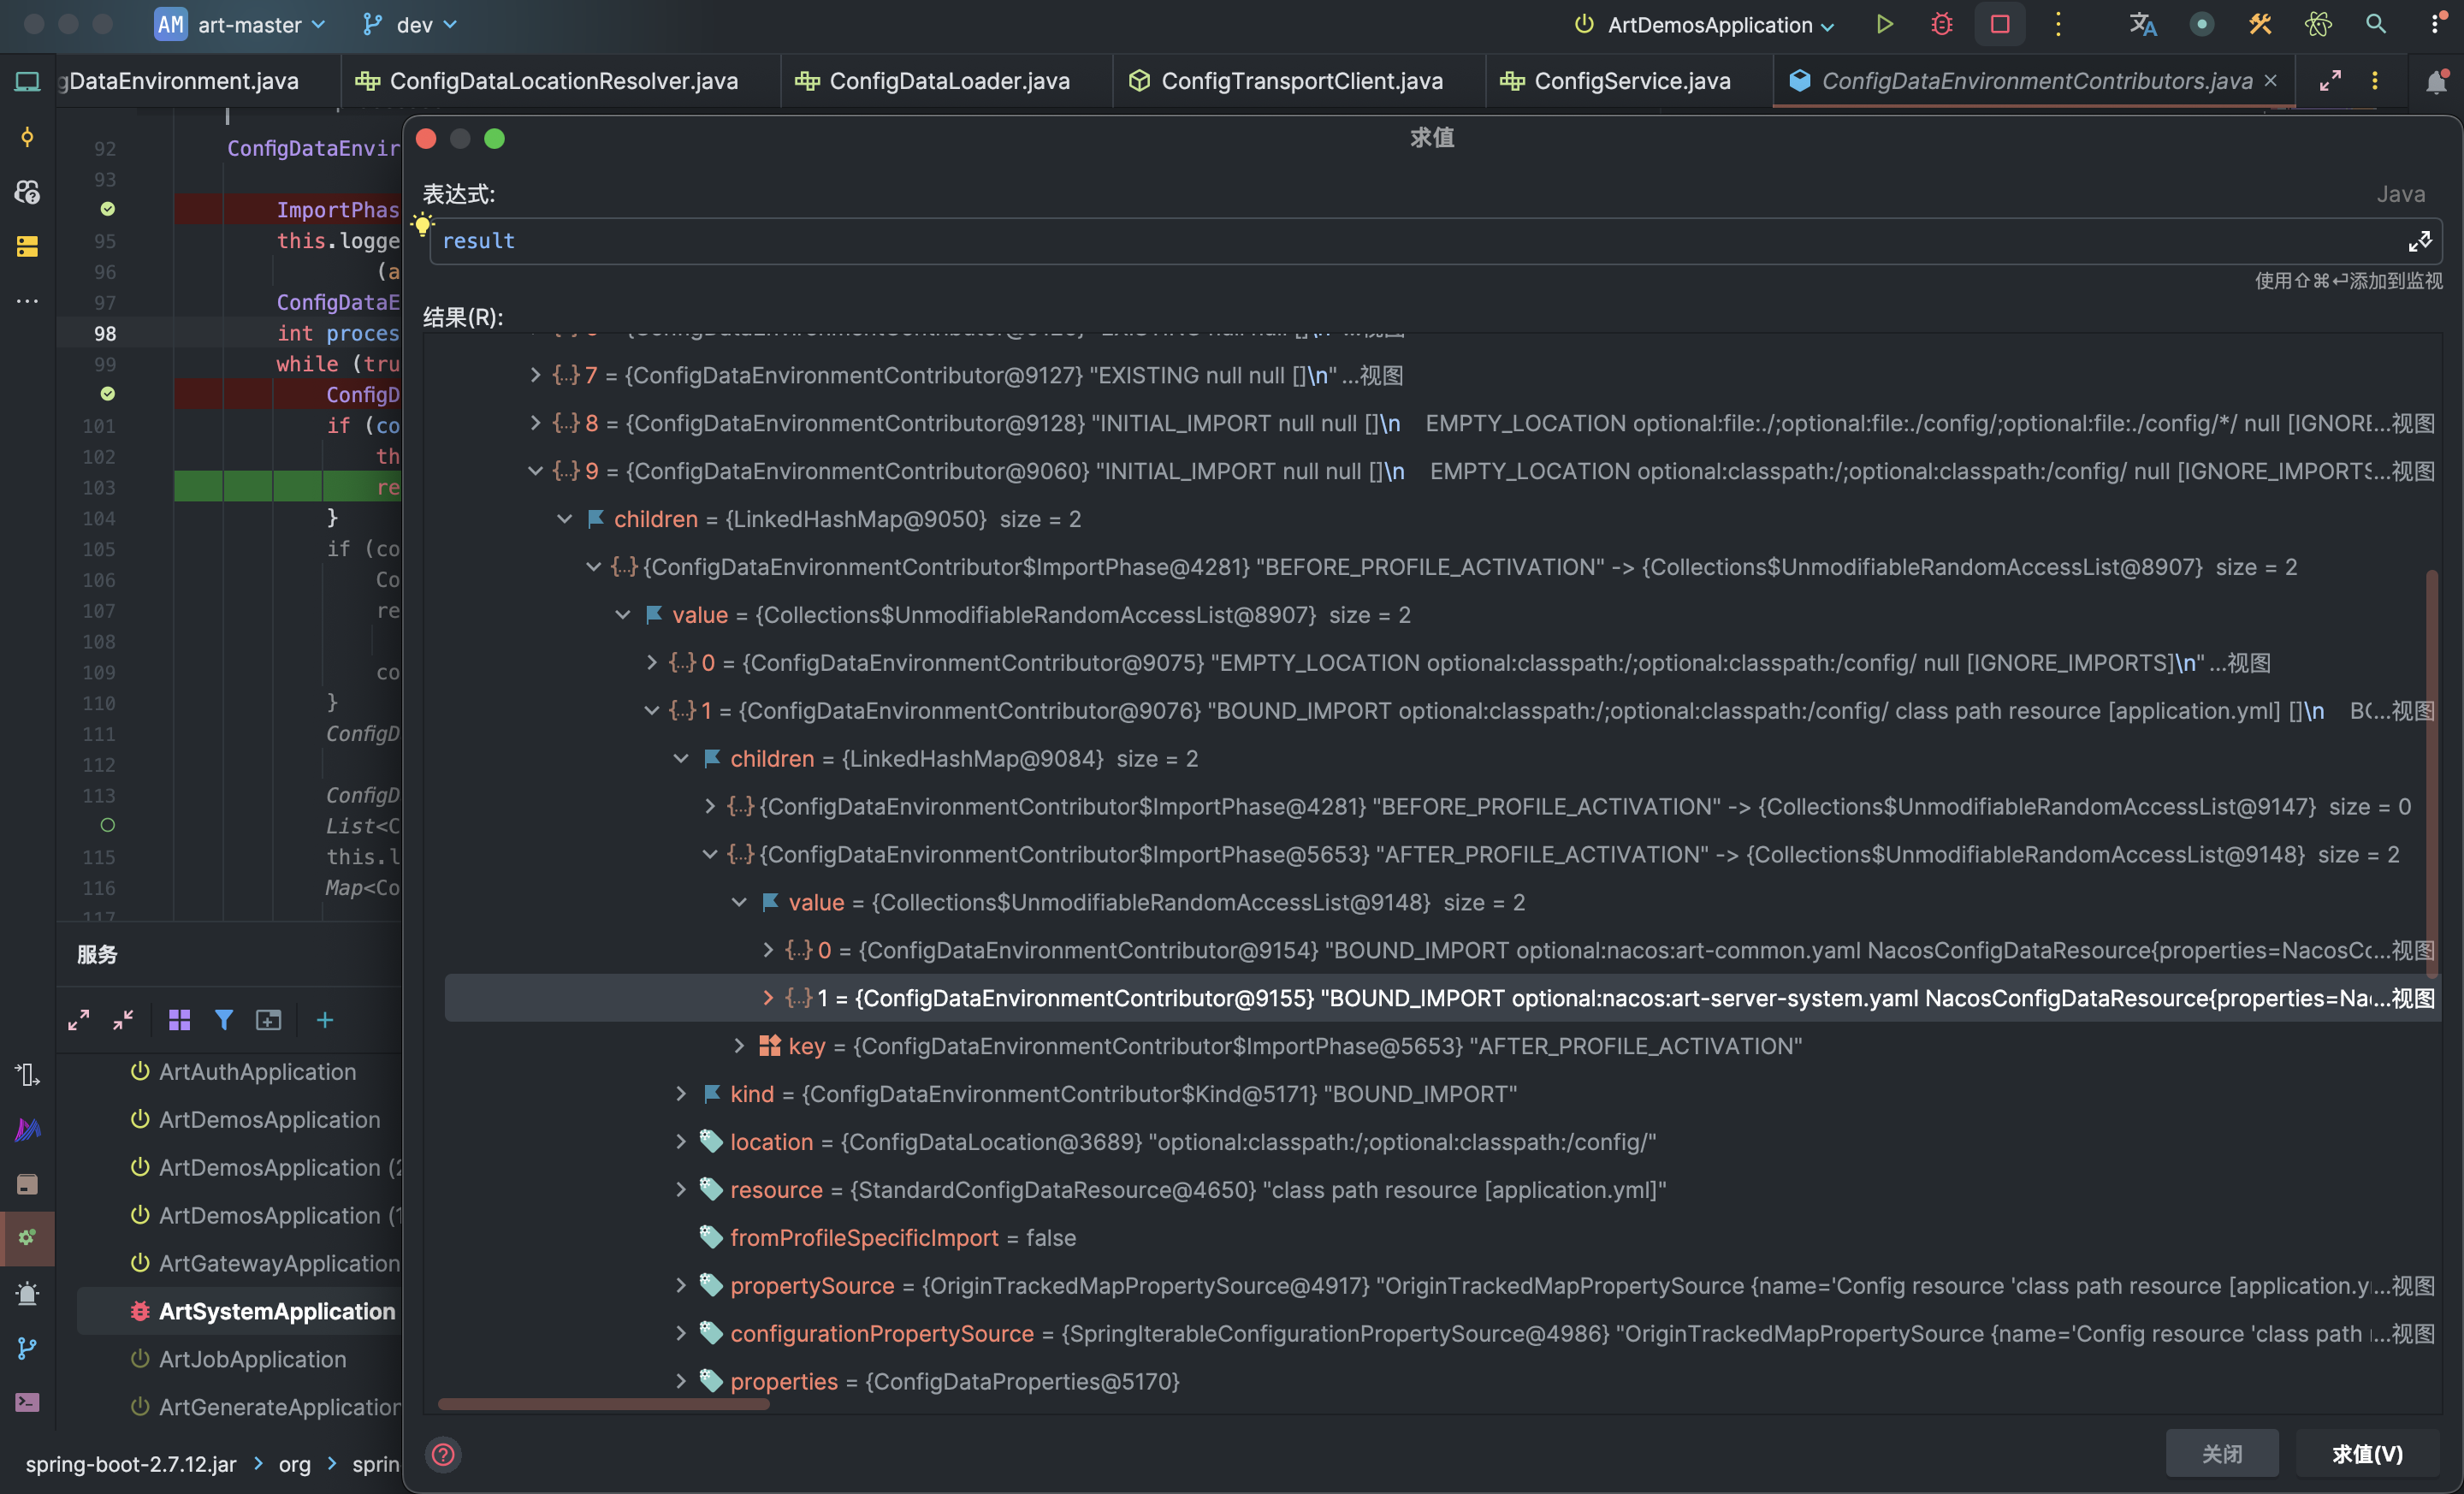 AM art-master dev ArtDemosApplication
gDataEnvironment.java ConfigDataLocationResolver.java ConfigDataLoader.java ConfigTransportClient.java ConfigService.java ConfigDataEnvironmentContributors.java
92 ConfigDataEnvir
93
ImportPhas
95 this.logge
96 (a
97 ConfigDataE
98 int proces
99 while (tru
ConfigD
101 if (co
102 th
103 re
104 }
105 if (co
106 Co
107 re
108
109 co
110 }
111 ConfigD
112
113 ConfigD
List<C
115 this.l
116 Map<Co
117
求值
表达式:
Java
result
使用⇧⌘↩添加到监视
结果(R):
{...} 7 = {ConfigDataEnvironmentContributor@9127} "EXISTING null null []\n" ...视图
{...} 8 = {ConfigDataEnvironmentContributor@9128} "INITIAL_IMPORT null null []\n EMPTY_LOCATION optional:file:./;optional:file:./config/;optional:file:./config/*/ null [IGNORE...视图
{...} 9 = {ConfigDataEnvironmentContributor@9060} "INITIAL_IMPORT null null []\n EMPTY_LOCATION optional:classpath:/;optional:classpath:/config/ null [IGNORE_IMPORTS...视图
children = {LinkedHashMap@9050} size = 2
{...} {ConfigDataEnvironmentContributor$ImportPhase@4281} "BEFORE_PROFILE_ACTIVATION" -> {Collections$UnmodifiableRandomAccessList@8907} size = 2
value = {Collections$UnmodifiableRandomAccessList@8907} size = 2
{...} 0 = {ConfigDataEnvironmentContributor@9075} "EMPTY_LOCATION optional:classpath:/;optional:classpath:/config/ null [IGNORE_IMPORTS]\n" ...视图
{...} 1 = {ConfigDataEnvironmentContributor@9076} "BOUND_IMPORT optional:classpath:/;optional:classpath:/config/ class path resource [application.yml] []\n BO...视图
children = {LinkedHashMap@9084} size = 2
{...} {ConfigDataEnvironmentContributor$ImportPhase@4281} "BEFORE_PROFILE_ACTIVATION" -> {Collections$UnmodifiableRandomAccessList@9147} size = 0
{...} {ConfigDataEnvironmentContributor$ImportPhase@5653} "AFTER_PROFILE_ACTIVATION" -> {Collections$UnmodifiableRandomAccessList@9148} size = 2
value = {Collections$UnmodifiableRandomAccessList@9148} size = 2
{...} 0 = {ConfigDataEnvironmentContributor@9154} "BOUND_IMPORT optional:nacos:art-common.yaml NacosConfigDataResource{properties=NacosCo...视图
{...} 1 = {ConfigDataEnvironmentContributor@9155} "BOUND_IMPORT optional:nacos:art-server-system.yaml NacosConfigDataResource{properties=Nac...视图
key = {ConfigDataEnvironmentContributor$ImportPhase@5653} "AFTER_PROFILE_ACTIVATION"
kind = {ConfigDataEnvironmentContributor$Kind@5171} "BOUND_IMPORT"
location = {ConfigDataLocation@3689} "optional:classpath:/;optional:classpath:/config/"
resource = {StandardConfigDataResource@4650} "class path resource [application.yml]"
fromProfileSpecificImport = false
propertySource = {OriginTrackedMapPropertySource@4917} "OriginTrackedMapPropertySource {name='Config resource 'class path resource [application.y...视图
configurationPropertySource = {SpringIterableConfigurationPropertySource@4986} "OriginTrackedMapPropertySource {name='Config resource 'class path r...视图
properties = {ConfigDataProperties@5170}
服务
ArtAuthApplication
ArtDemosApplication
ArtDemosApplication (2
ArtDemosApplication (1
ArtGatewayApplication
ArtSystemApplication
ArtJobApplication
ArtGenerateApplication
spring-boot-2.7.12.jar > org > sprin
关闭 求值(V)